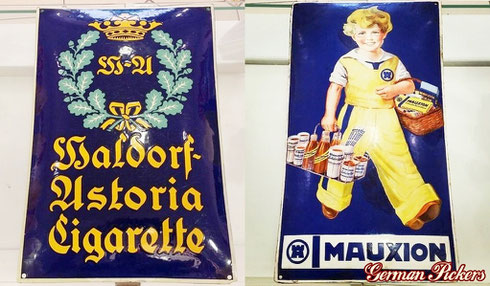 W-A
Waldorf-
Astoria
Cigarette
MAUXION
MAUXION
German Pickers